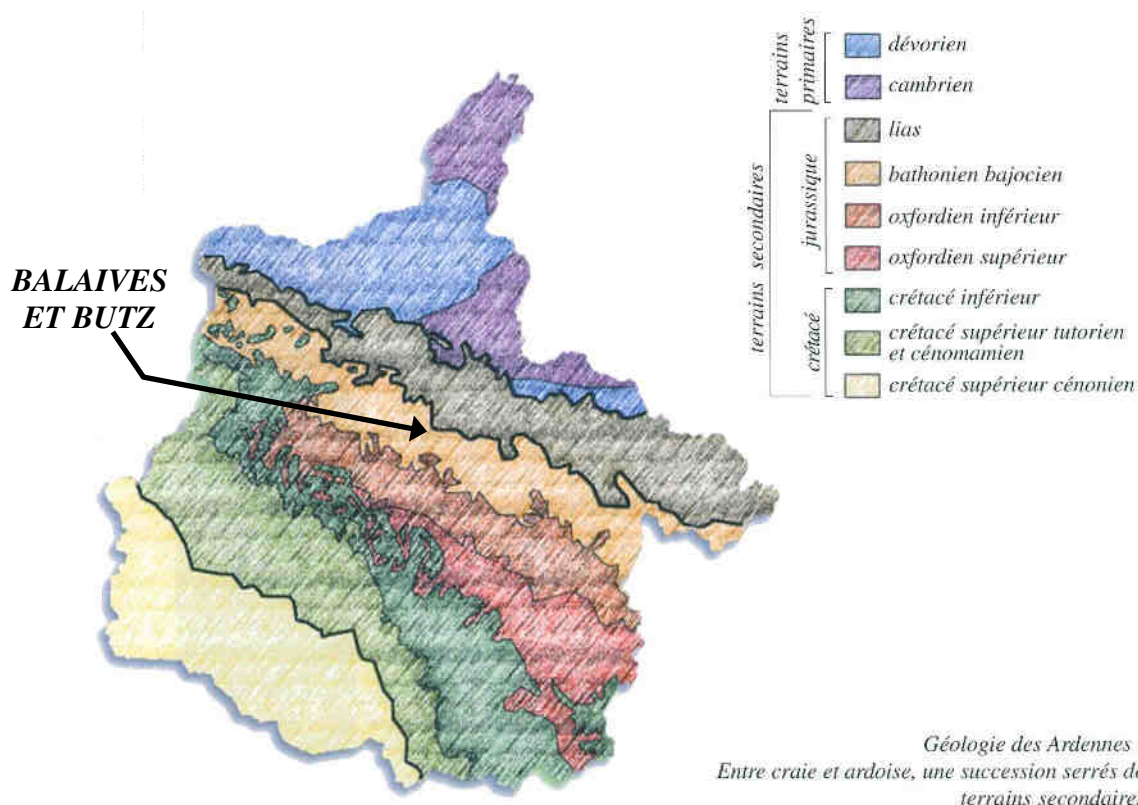 terrains
primaires
dévorien
cambrien
terrains secondaires
jurassique
lias
bathonien bajocien
oxfordien inférieur
oxfordien supérieur
crétacé
crétacé inférieur
crétacé supérieur tutorien
et cénomamien
crétacé supérieur cénonien
BALAIVES
ET BUTZ
Géologie des Ardennes
Entre craie et ardoise, une succession serrés de
terrains secondaire